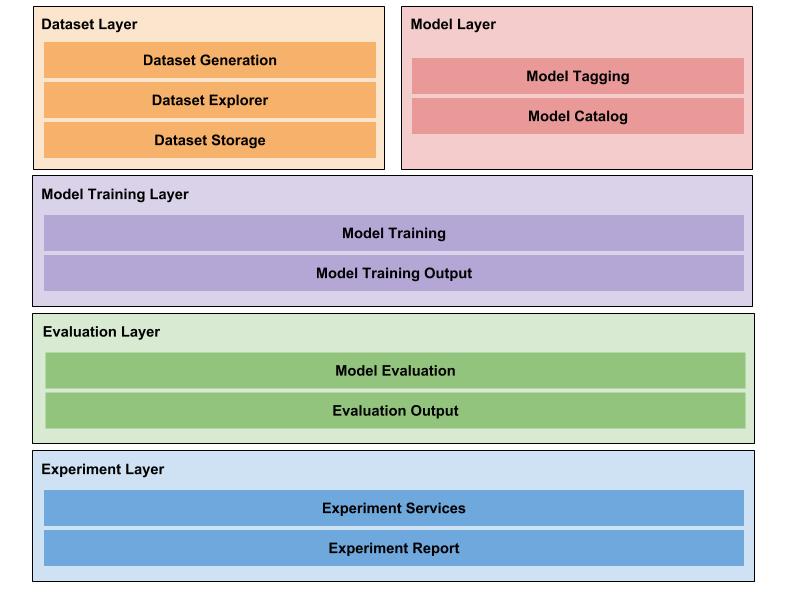 Dataset Layer
Dataset Generation
Dataset Explorer
Dataset Storage
Model Layer
Model Tagging
Model Catalog
Model Training Layer
Model Training
Model Training Output
Evaluation Layer
Model Evaluation
Evaluation Output
Experiment Layer
Experiment Services
Experiment Report